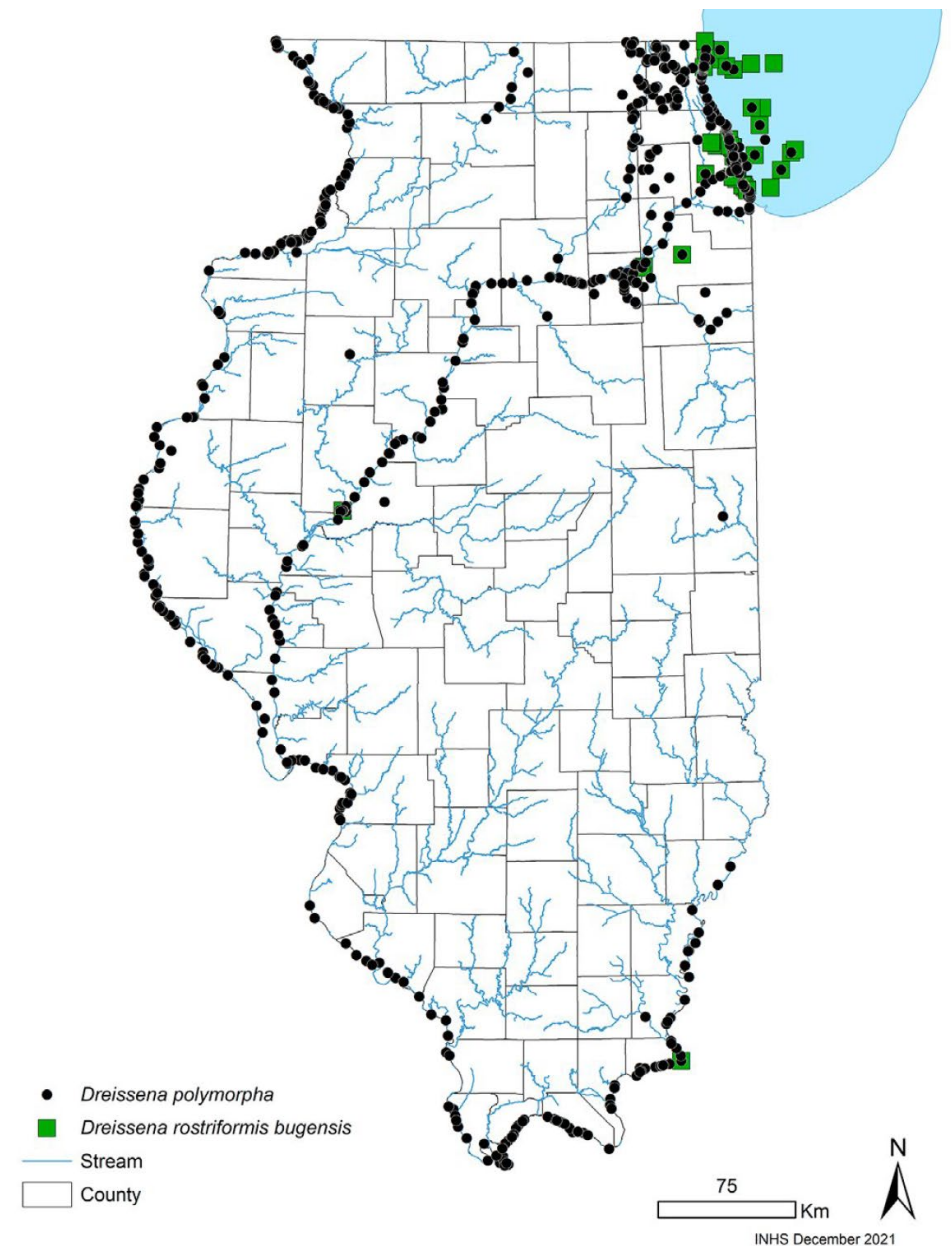 Dreissena polymorpha
Dreissena rostriformis bugensis
Stream
County
N
75
Km
INHS December 2021